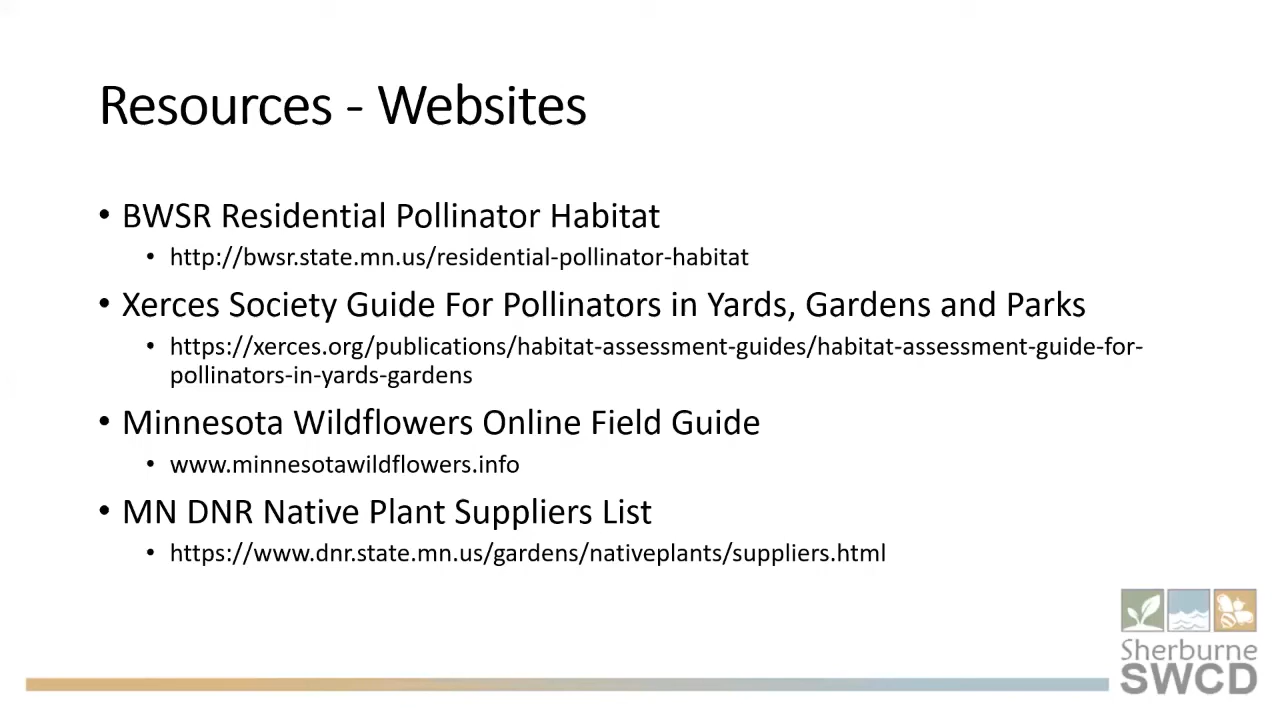 Resources - Websites
• BWSR Residential Pollinator Habitat
• http://bwsr.state.mn.us/residential-pollinator-habitat
• Xerces Society Guide For Pollinators in Yards, Gardens and Parks
• https://xerces.org/publications/habitat-assessment-guides/habitat-assessment-guide-for-
pollinators-in-yards-gardens
• Minnesota Wildflowers Online Field Guide
• www.minnesotawildflowers.info
• MN DNR Native Plant Suppliers List
• https://www.dnr.state.mn.us/gardens/nativeplants/suppliers.html
Sherburne
SWCD